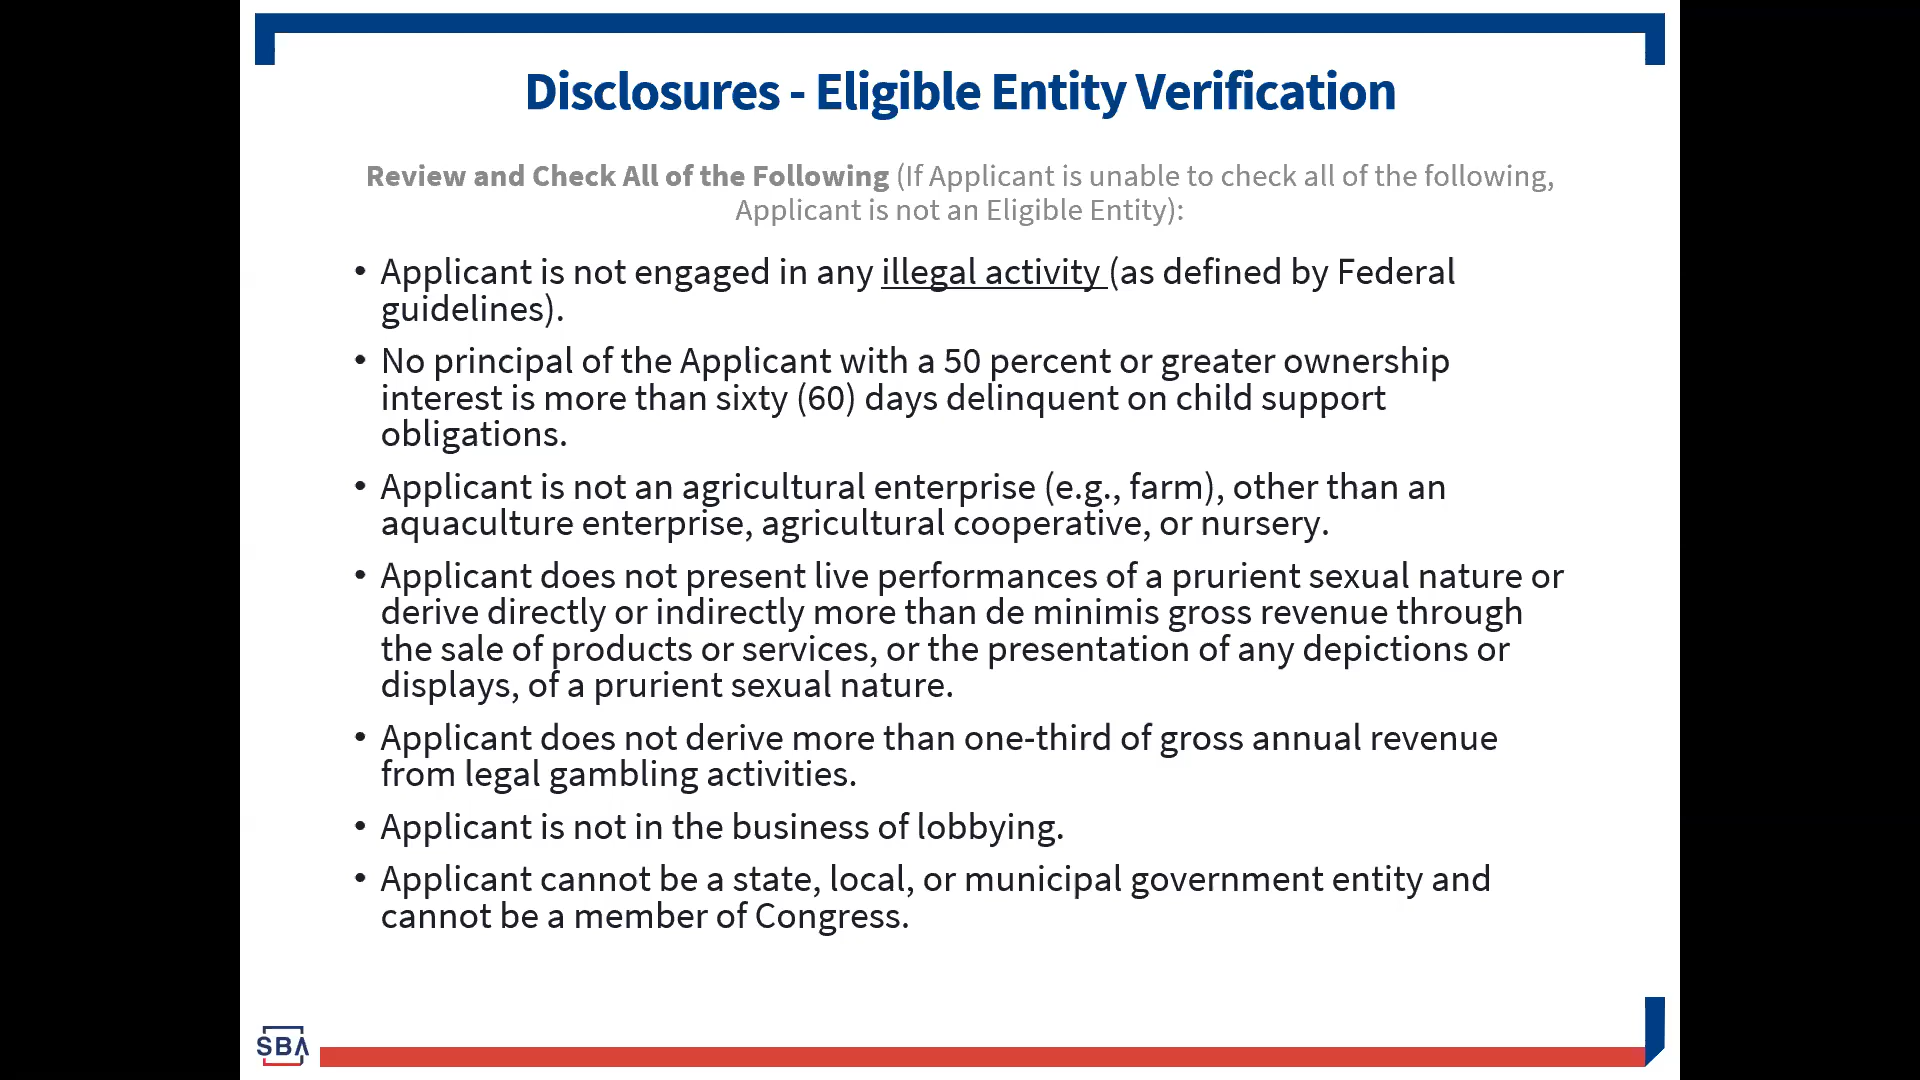 Disclosures - Eligible Entity Verification
Review and Check All of the Following (If Applicant is unable to check all of the following,
Applicant is not an Eligible Entity):
• Applicant is not engaged in any illegal activity (as defined by Federal
guidelines).
• No principal of the Applicant with a 50 percent or greater ownership
interest is more than sixty (60) days delinquent on child support
obligations.
• Applicant is not an agricultural enterprise (e.g., farm), other than an
aquaculture enterprise, agricultural cooperative, or nursery.
• Applicant does not present live performances of a prurient sexual nature or
derive directly or indirectly more than de minimis gross revenue through
the sale of products or services, or the presentation of any depictions or
displays, of a prurient sexual nature.
• Applicant does not derive more than one-third of gross annual revenue
from legal gambling activities.
• Applicant is not in the business of lobbying.
• Applicant cannot be a state, local, or municipal government entity and
cannot be a member of Congress.
SBA